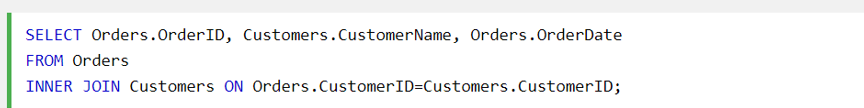 SELECT Orders.OrderID, Customers.CustomerName, Orders.OrderDate
FROM Orders
INNER JOIN Customers ON Orders.CustomerID=Customers.CustomerID;